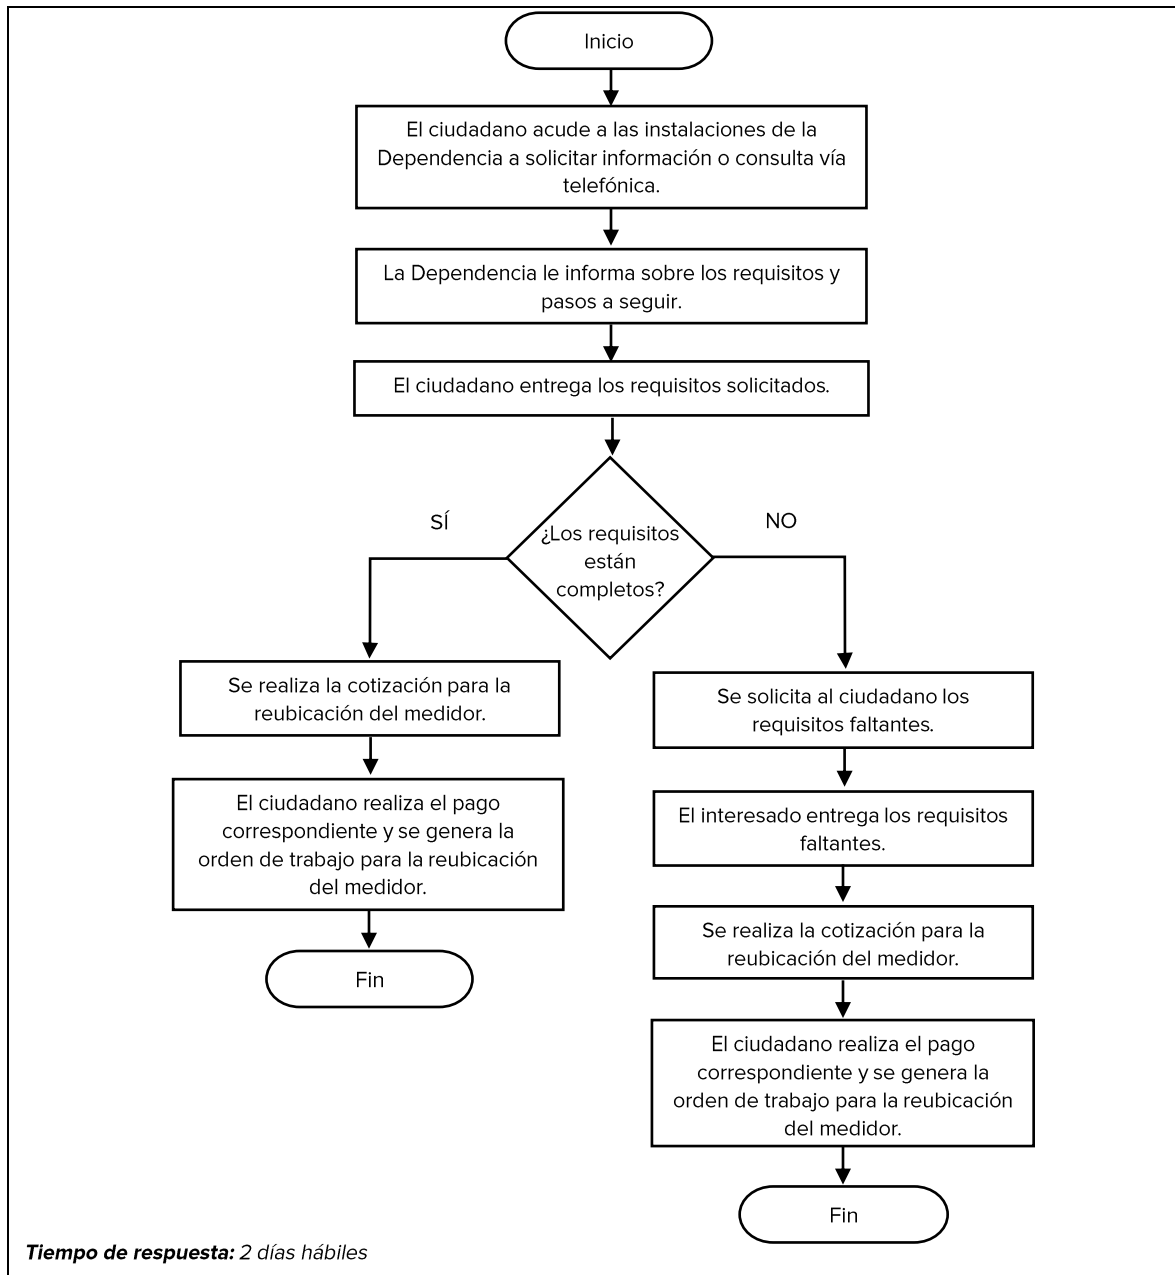 Inicio
El ciudadano acude a las instalaciones de la
Dependencia a solicitar información o consulta vía
telefónica.
La Dependencia le informa sobre los requisitos y
pasos a seguir.
El ciudadano entrega los requisitos solicitados.
¿Los requisitos
están
completos?
SÍ
Se realiza la cotización para la
reubicación del medidor.
El ciudadano realiza el pago
correspondiente y se genera la
orden de trabajo para la reubicación
del medidor.
Fin
NO
Se solicita al ciudadano los
requisitos faltantes.
El interesado entrega los requisitos
faltantes.
Se realiza la cotización para la
reubicación del medidor.
El ciudadano realiza el pago
correspondiente y se genera la
orden de trabajo para la reubicación
del medidor.
Fin
Tiempo de respuesta: 2 días hábiles